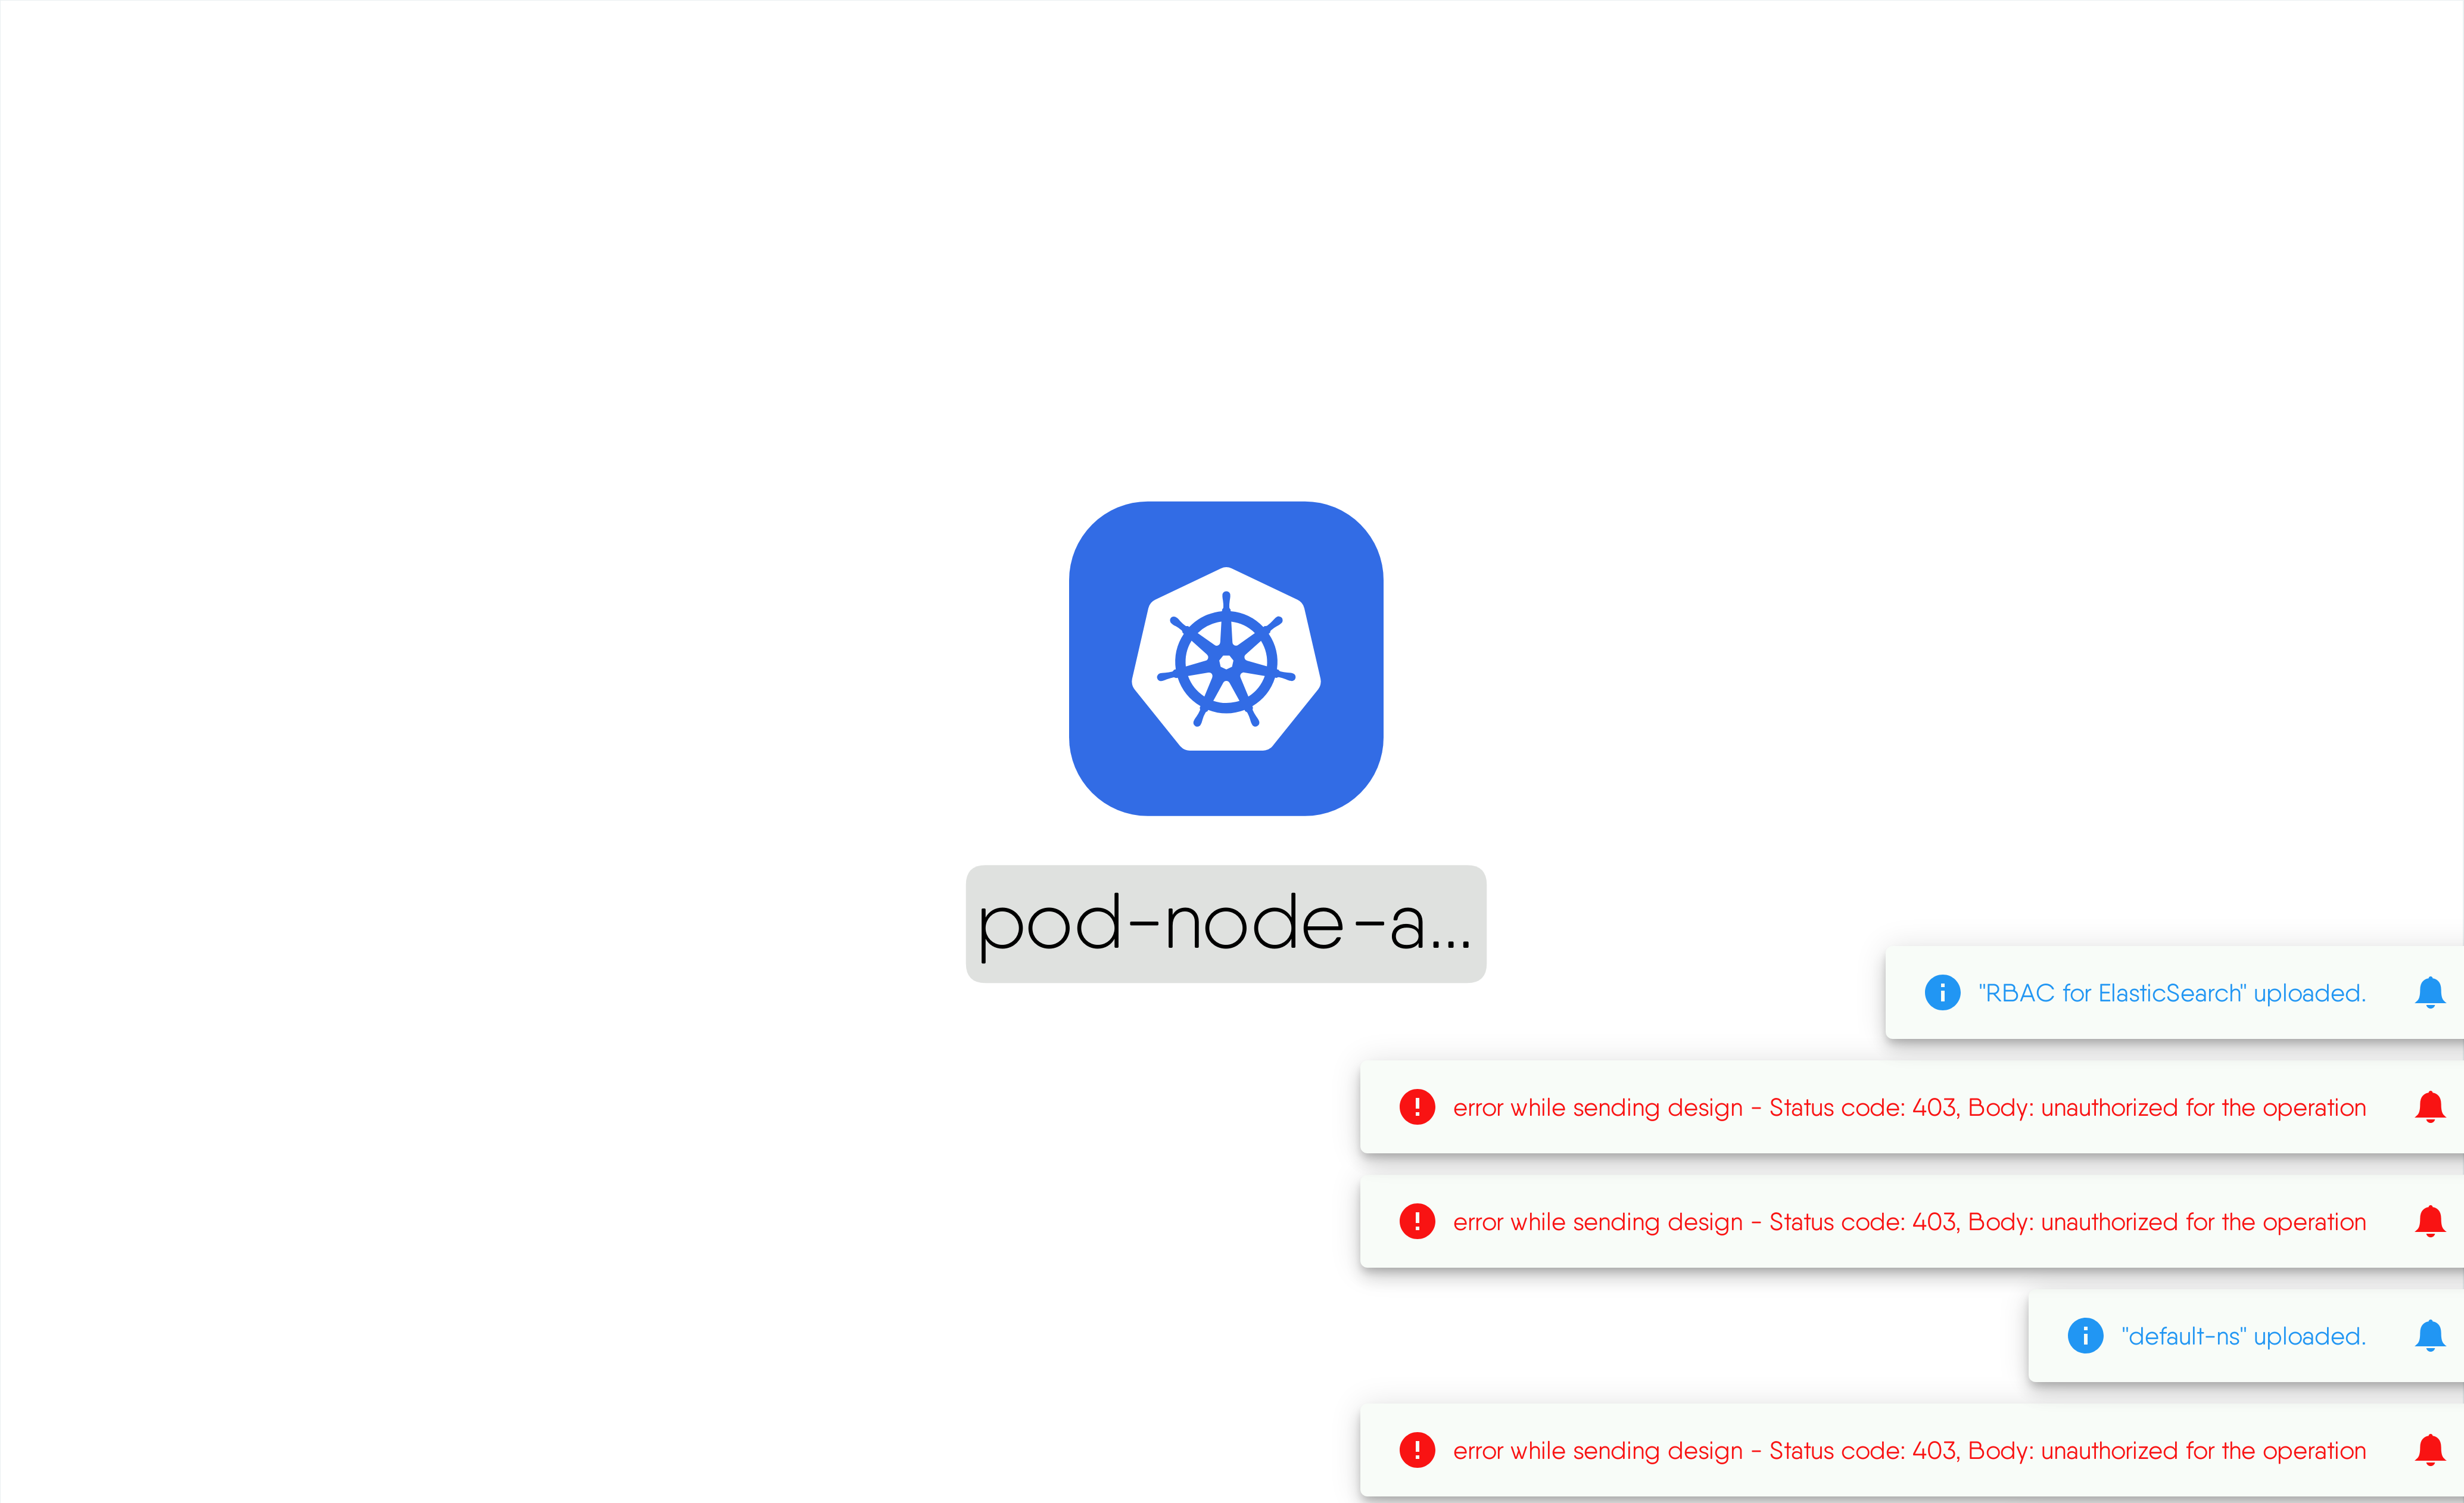 pod-node-a...
"RBAC for ElasticSearch" uploaded.
error while sending design - Status code: 403, Body: unauthorized for the operation
error while sending design - Status code: 403, Body: unauthorized for the operation
"default-ns" uploaded.
error while sending design - Status code: 403, Body: unauthorized for the operation